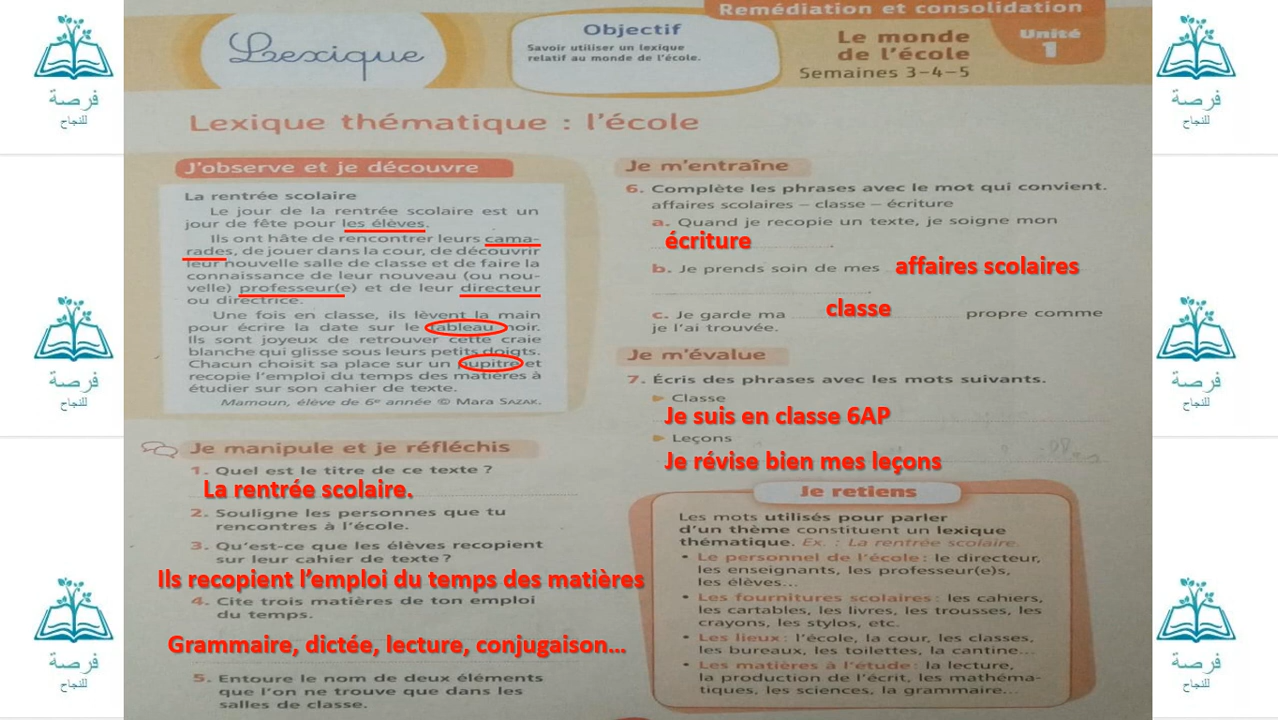 Remédiation et consolidation
Lexique
Objectif
Savoir utiliser un lexique
relatif au monde de l'école.
Le monde
de l'école
Semaines 3-4-5
Unité
1
Lexique thématique : l'école
J'observe et je découvre
La rentrée scolaire
Le jour de la rentrée scolaire est un
jour de fête pour les élèves.
Ils ont hâte de rencontrer leurs cama-
rades, de jouer dans la cour, de découvrir
leur nouvelle salle de classe et de faire la
connaissance de leur nouveau (ou nou-
velle) professeur(e) et de leur directeur
ou directrice.
Une fois en classe, ils lèvent la main
pour écrire la date sur le tableau noir.
Ils sont joyeux de retrouver cette craie
blanche qui glisse sous leurs petits doigts.
Chacun choisit sa place sur un pupitre et
recopie l'emploi du temps des matières à
étudier sur son cahier de texte.
Mamoun, élève de 6e année © Mara SAZAK.
Je manipule et je réfléchis
1. Quel est le titre de ce texte ?
La rentrée scolaire.
2. Souligne les personnes que tu
rencontres à l'école.
3. Qu'est-ce que les élèves recopient
sur leur cahier de texte?
Ils recopient l'emploi du temps des matières
4. Cite trois matières de ton emploi
du temps.
Grammaire, dictée, lecture, conjugaison…
5. Entoure le nom de deux éléments
que l'on ne trouve que dans les
salles de classe.
Je m'entraîne
6. Complète les phrases avec le mot qui convient.
affaires scolaires – classe – écriture
a. Quand je recopie un texte, je soigne mon
écriture
b. Je prends soin de mes affaires scolaires
c. Je garde ma classe propre comme
je l'ai trouvée.
Je m'évalue
7. Écris des phrases avec les mots suivants.
Classe
Je suis en classe 6AP
Leçons
Je révise bien mes leçons
Je retiens
Les mots utilisés pour parler
d'un thème constituent un lexique
thématique. Ex. : La rentrée scolaire.
• Le personnel de l'école : le directeur,
les enseignants, les professeur(e)s,
les élèves…
• Les fournitures scolaires : les cahiers,
les cartables, les livres, les trousses, les
crayons, les stylos, etc.
• Les lieux : l'école, la cour, les classes,
les bureaux, les toilettes, la cantine…
• Les matières à l'étude : la lecture,
la production de l'écrit, les mathéma-
tiques, les sciences, la grammaire…
فرصة
للنجاح
فرصة
للنجاح
فرصة
للنجاح
فرصة
للنجاح
فرصة
للنجاح
فرصة
للنجاح